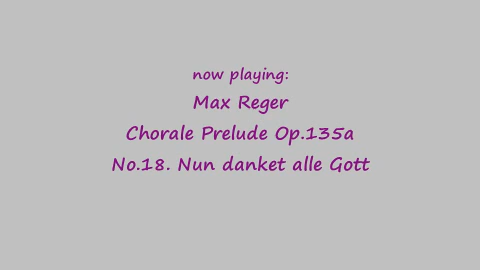 now playing:
Max Reger
Chorale Prelude Op.135a
No.18. Nun danket alle Gott